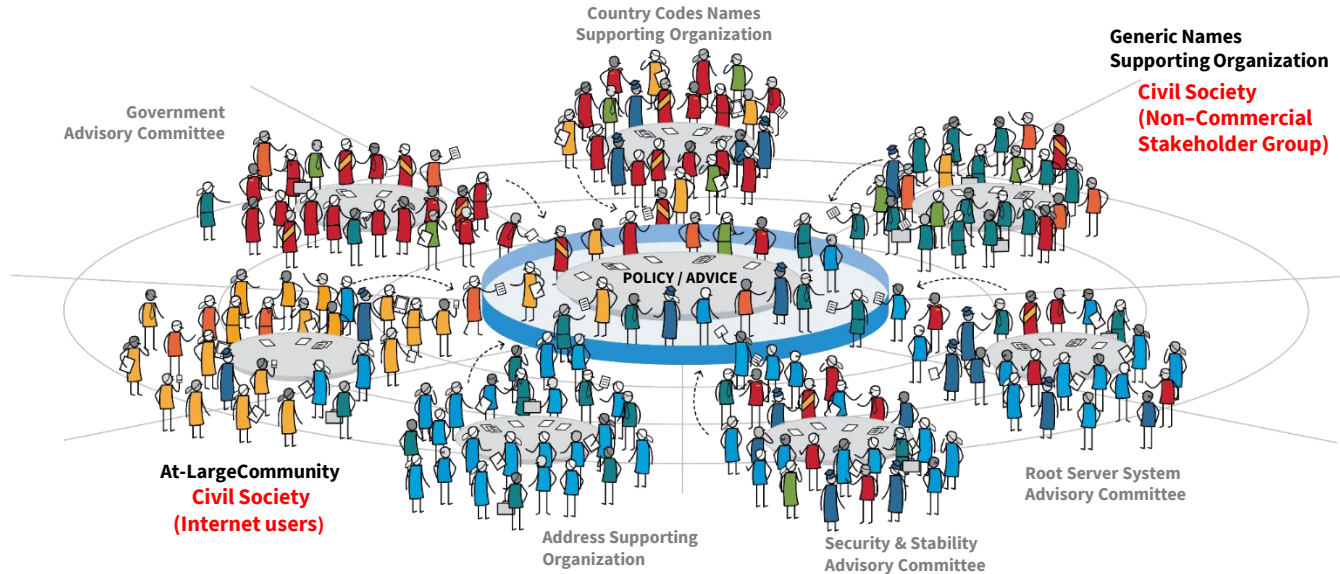 Country Codes Names
Supporting Organization
Generic Names
Supporting Organization
Civil Society
(Non–Commercial
Stakeholder Group)
Government
Advisory Committee
POLICY / ADVICE
At-LargeCommunity
Civil Society
(Internet users)
Address Supporting
Organization
Security & Stability
Advisory Committee
Root Server System
Advisory Committee